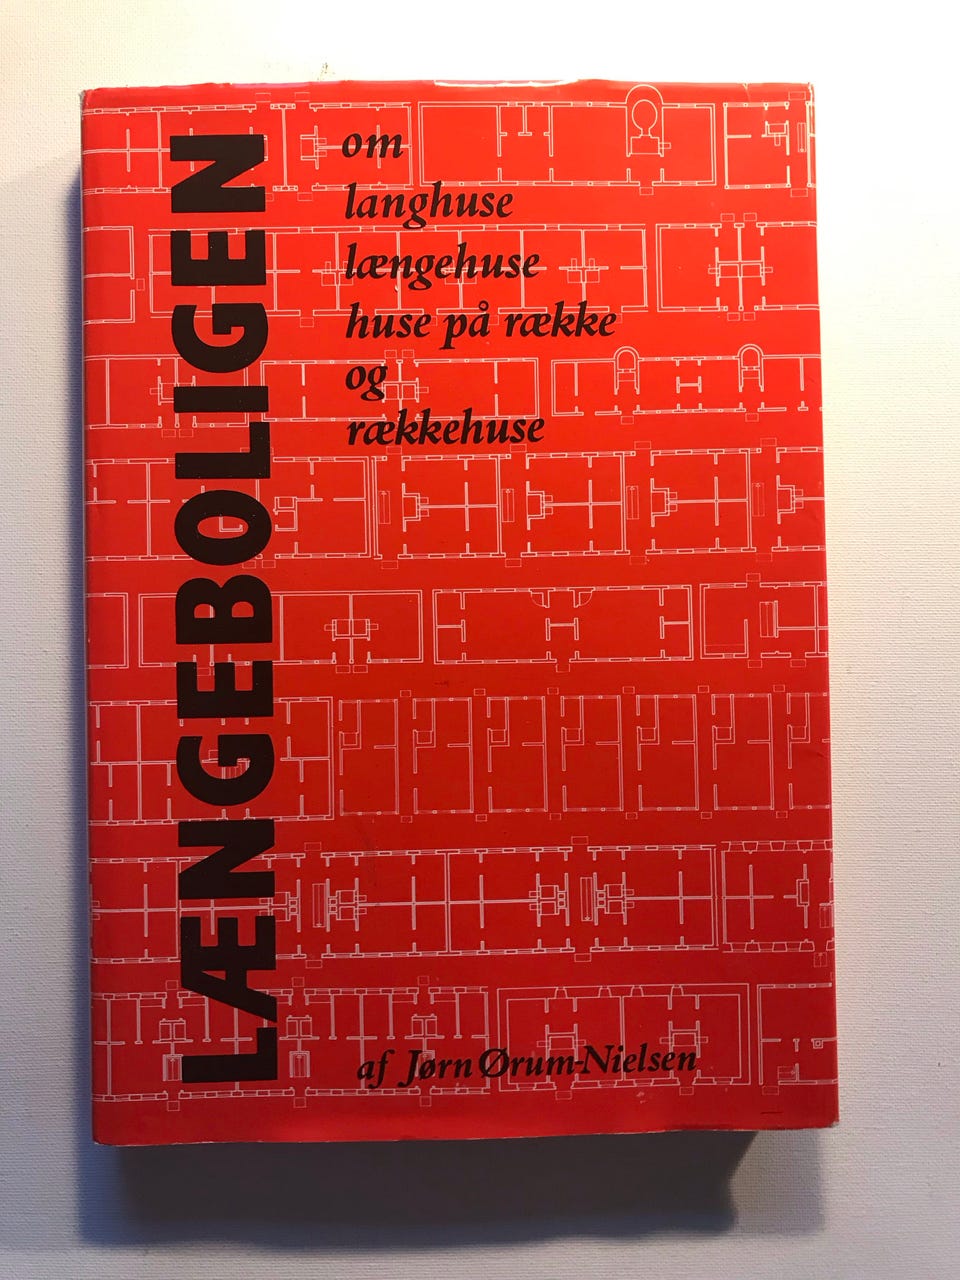 LÆNGEBOLIGEN
om
langhuse
længehuse
huse på række
og
rækkehuse
af Jørn Ørum-Nielsen